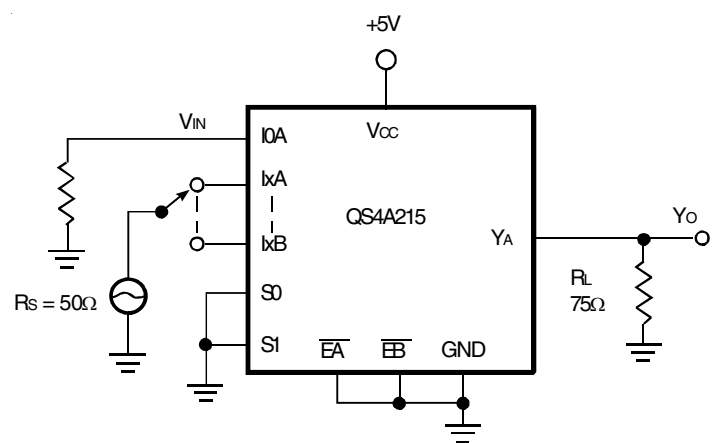 +5V
VIN
I0A
VCC
IxA
QS4A215
IxB
YA
YO
S0
RS = 50Ω
RL
75Ω
S1
EA
EB
GND